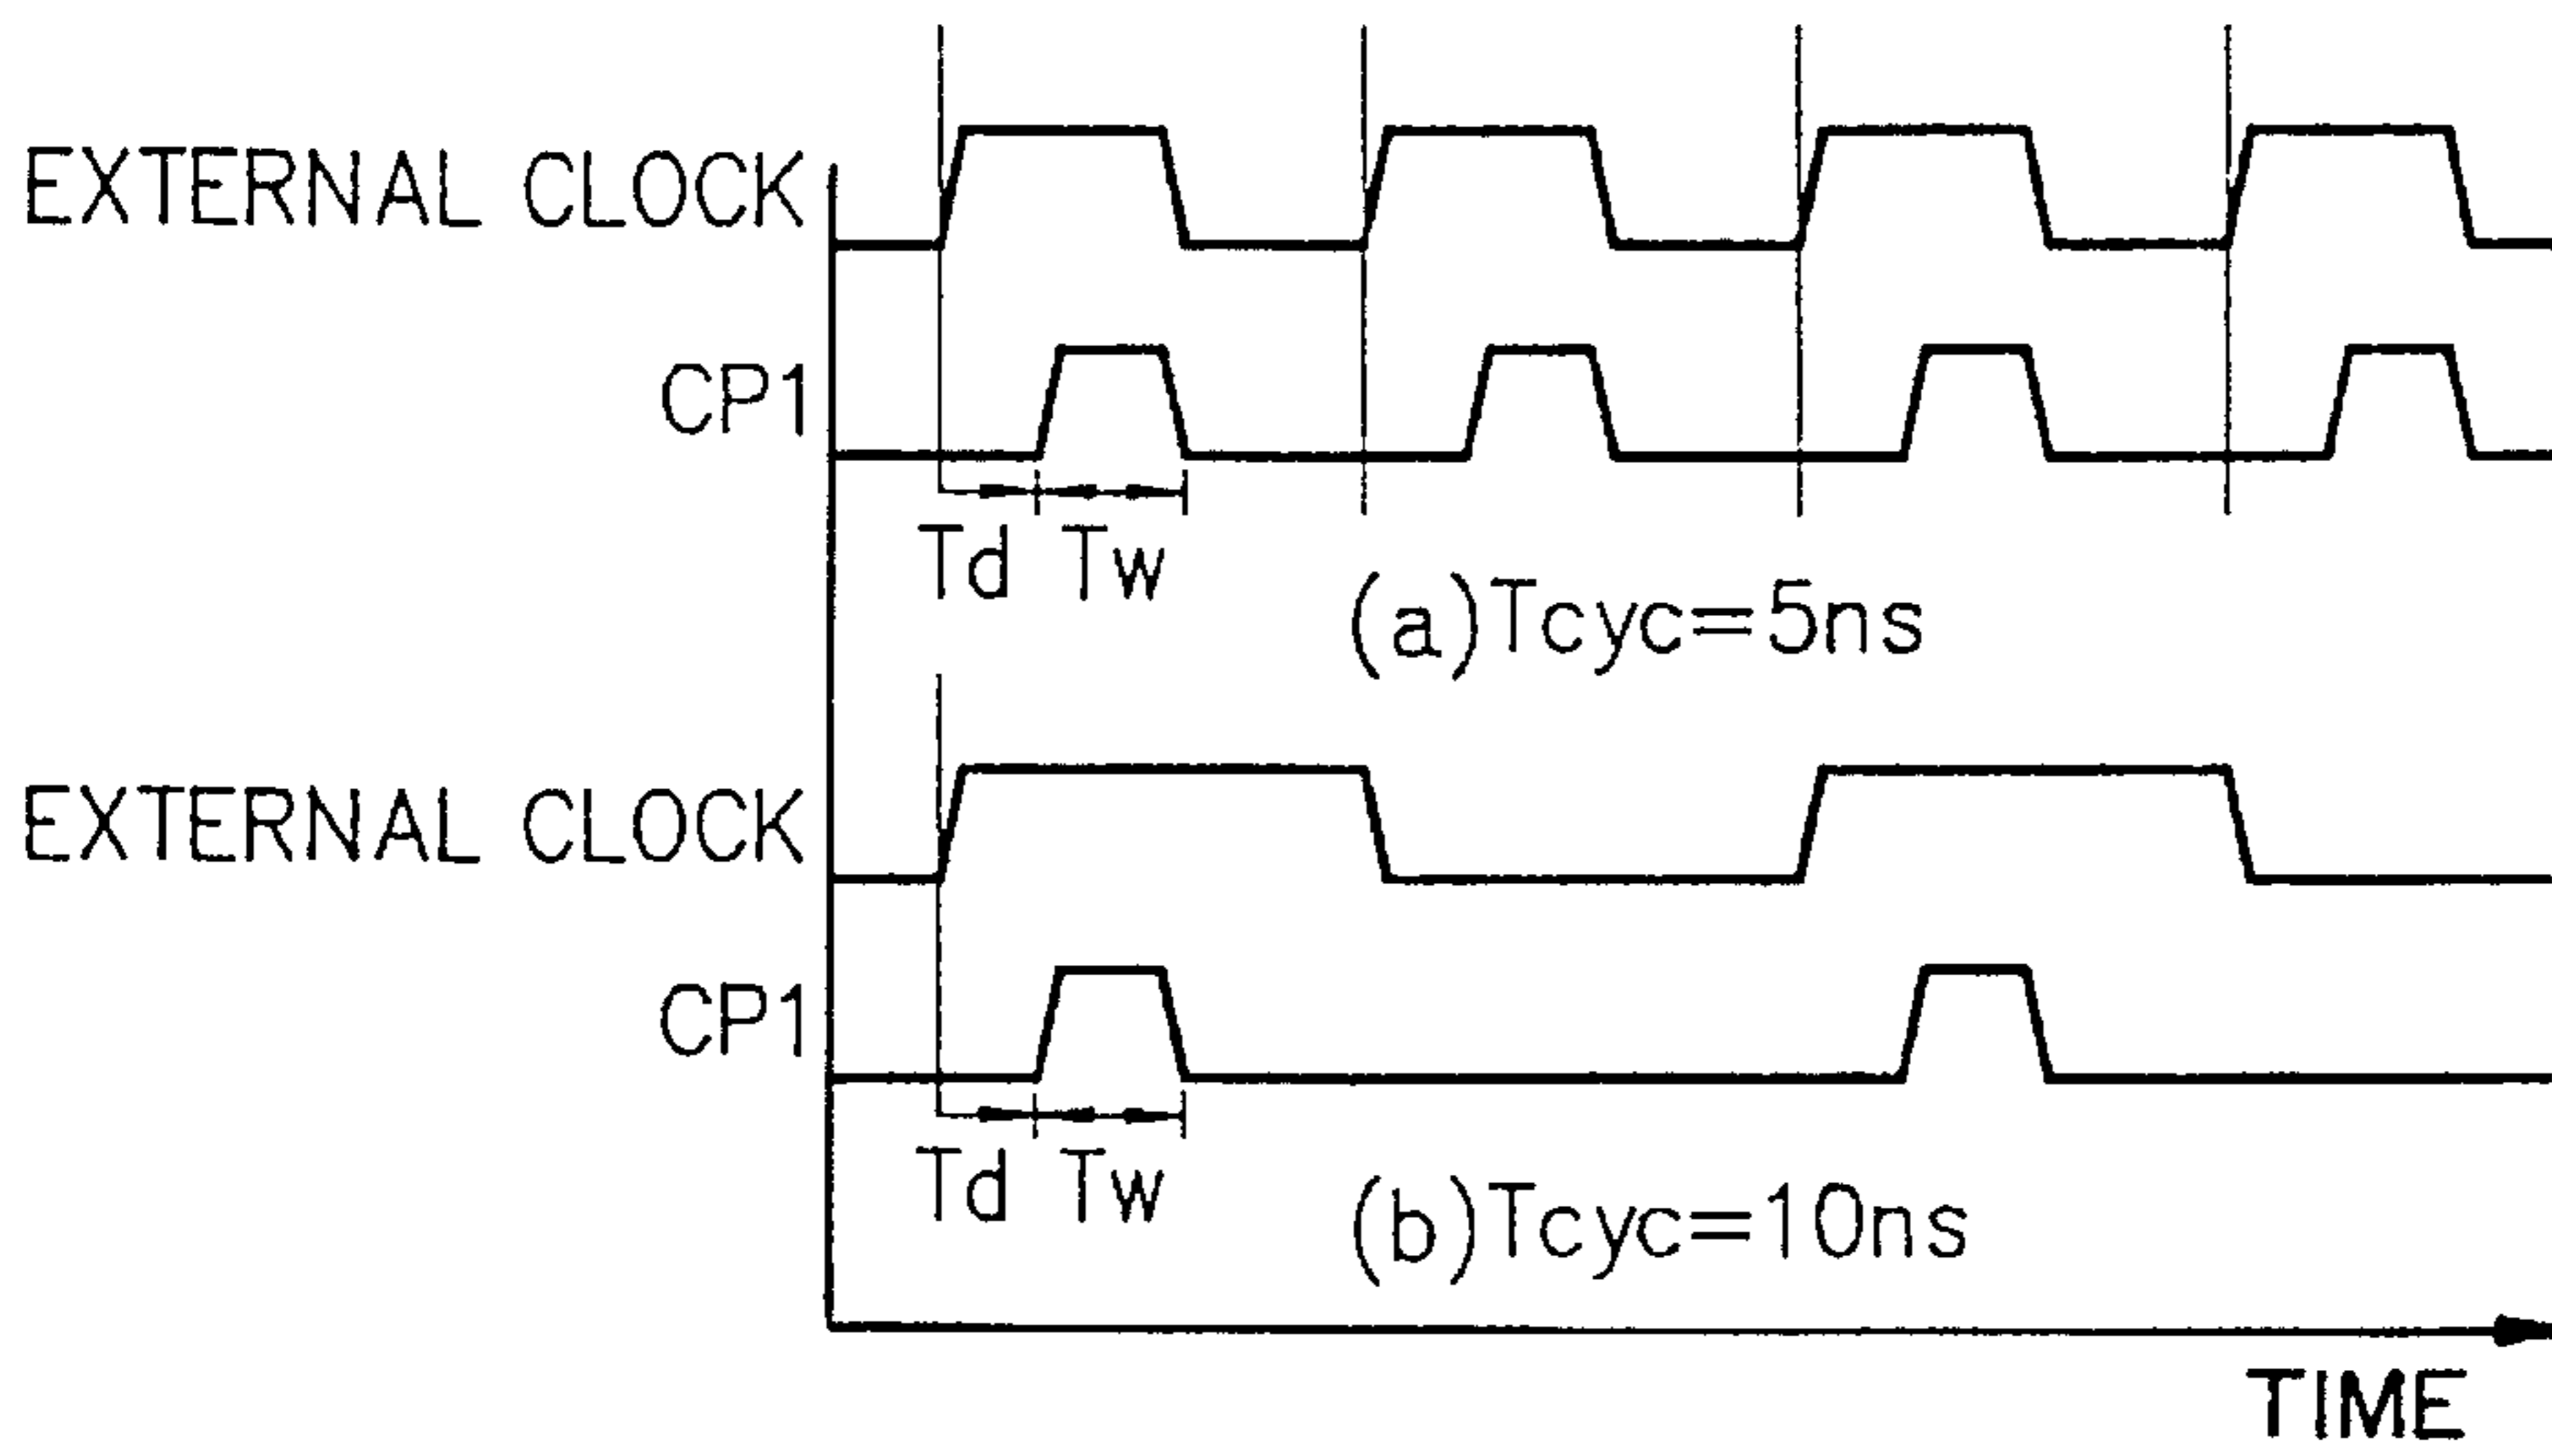 EXTERNAL CLOCK
CP1
Td Tw
(a)Tcyc=5ns
EXTERNAL CLOCK
CP1
Td Tw
(b)Tcyc=10ns
TIME